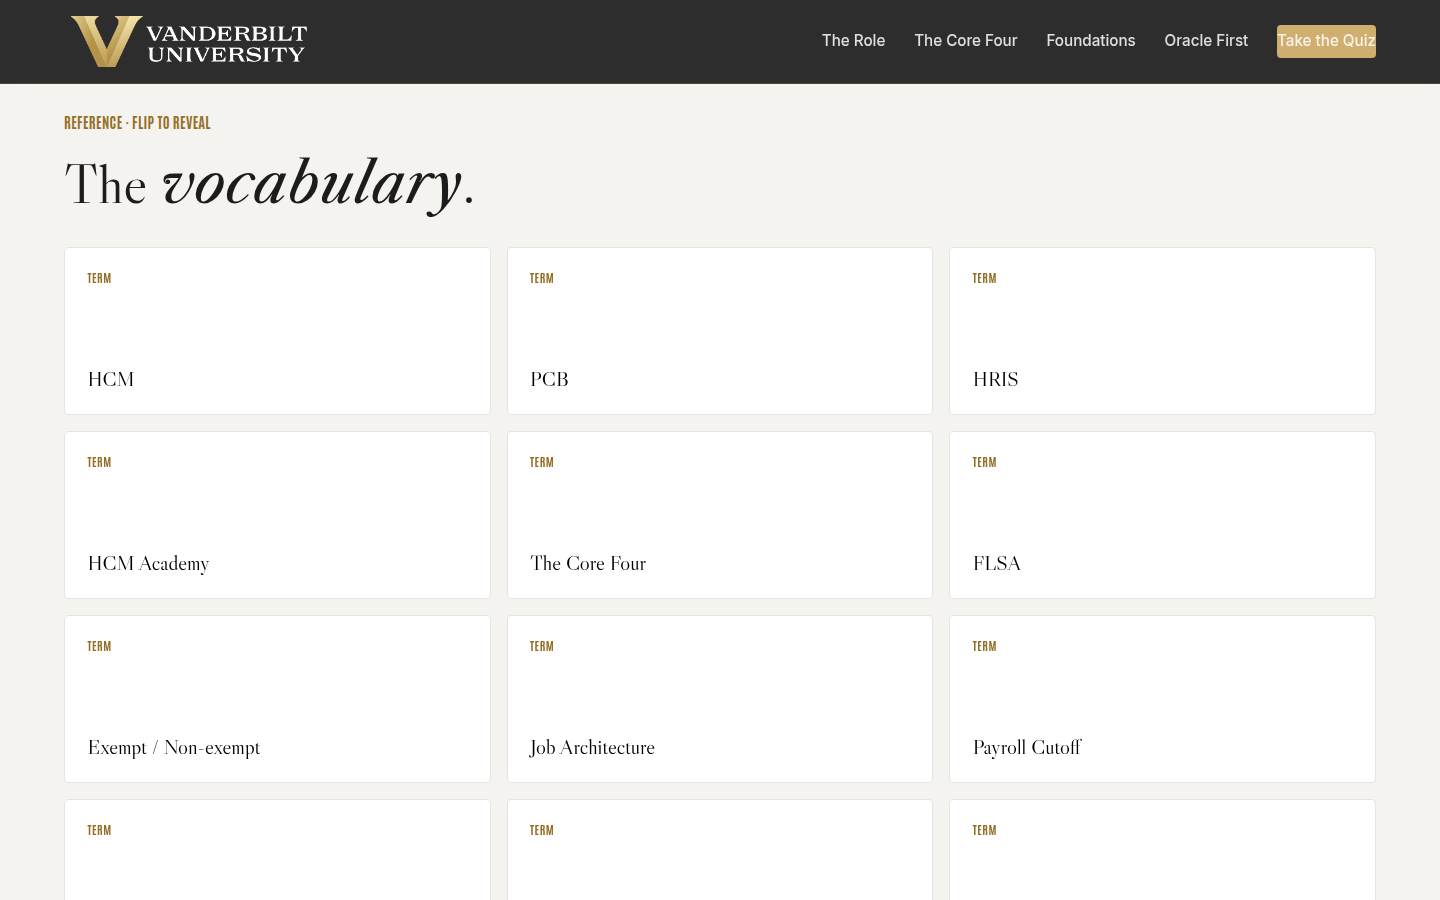 VANDERBILT
UNIVERSITY
The Role
The Core Four
Foundations
Oracle First
Take the Quiz
REFERENCE · FLIP TO REVEAL
The vocabulary.
TERM
HCM
TERM
PCB
TERM
HRIS
TERM
HCM Academy
TERM
The Core Four
TERM
FLSA
TERM
Exempt / Non-exempt
TERM
Job Architecture
TERM
Payroll Cutoff
TERM
TERM
TERM